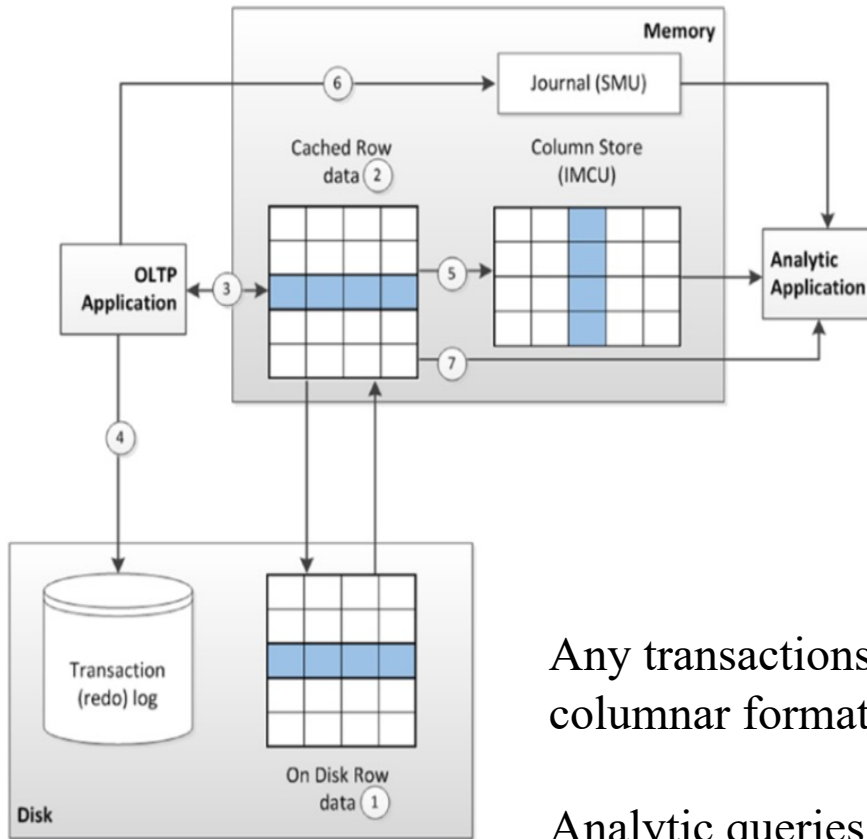 Memory
6
Journal (SMU)
Cached Row
data 2
Column Store
(IMCU)
OLTP
Application
3
5
Analytic
Application
7
4
Transaction
(redo) log
On Disk Row
data 1
Disk
Any transactions
columnar format
Analytic queries